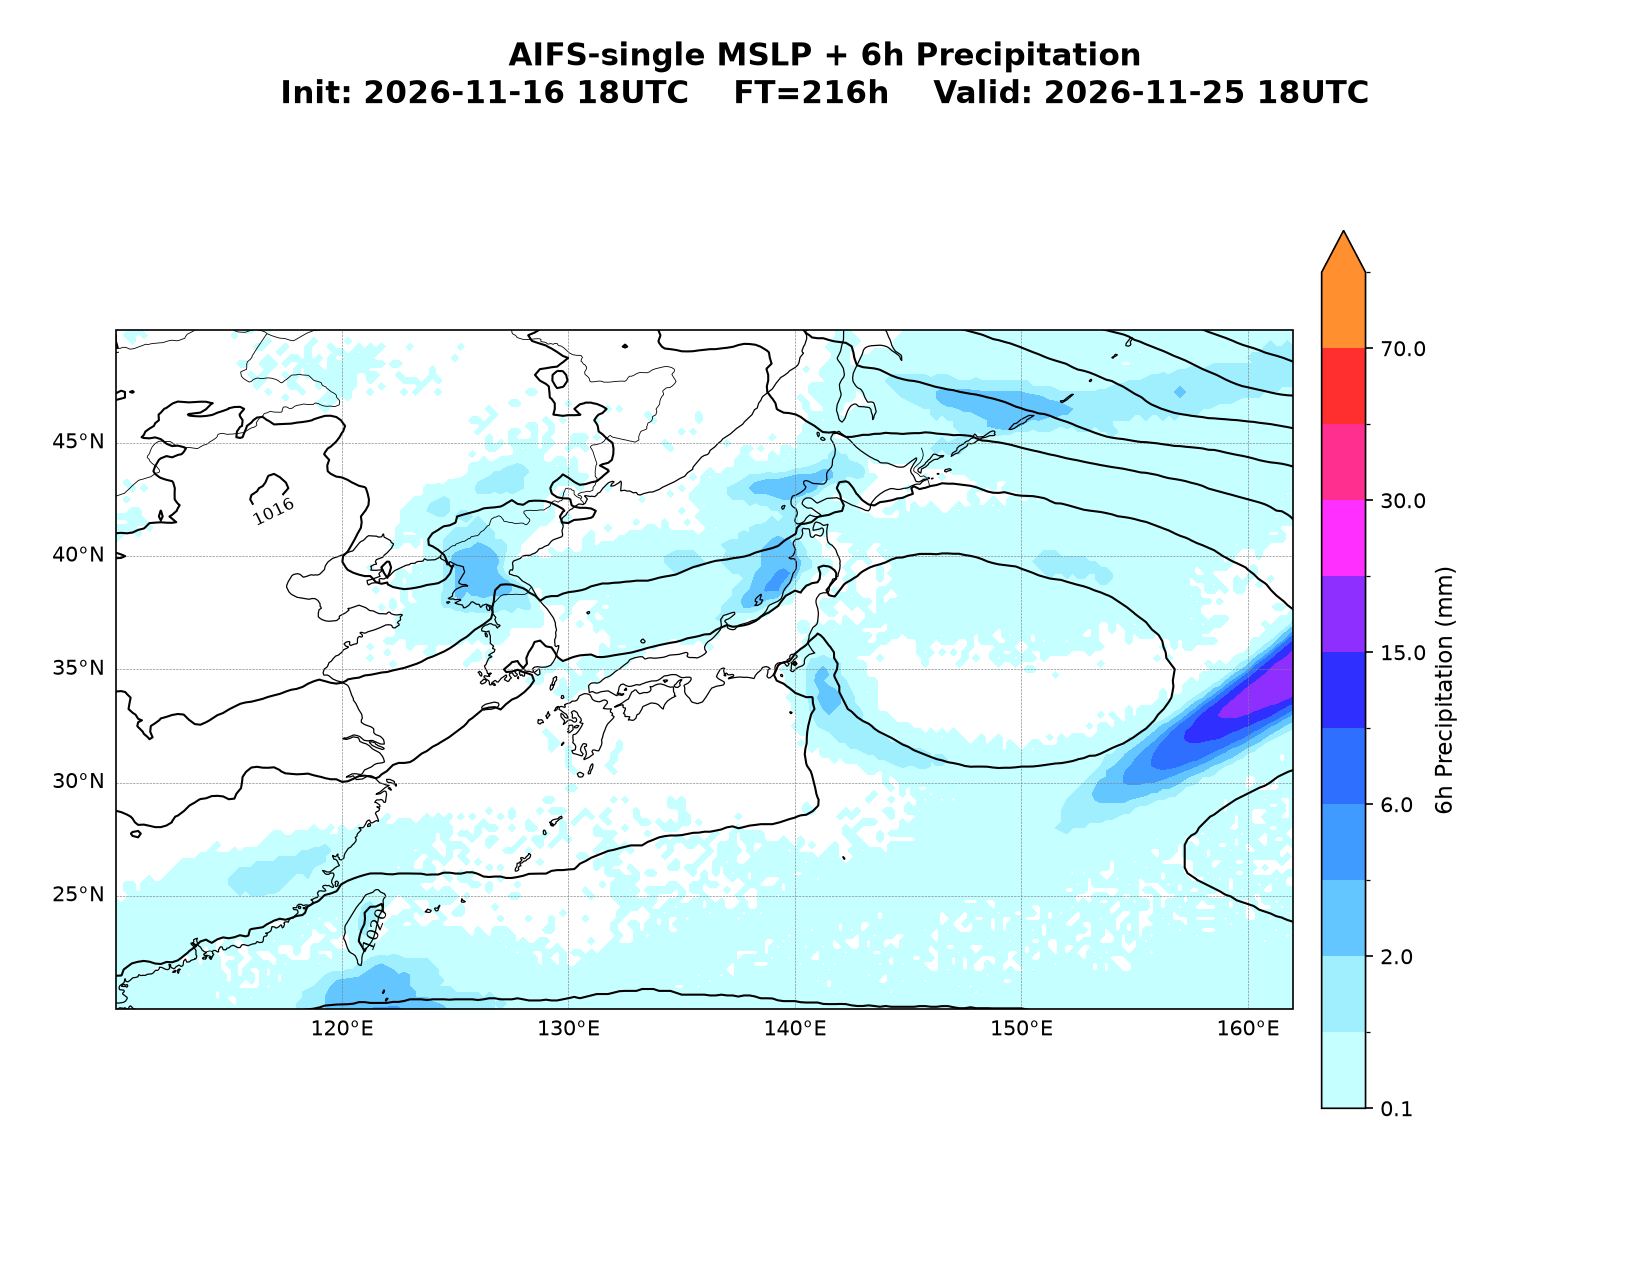 AIFS-single MSLP + 6h Precipitation
Init: 2026-11-16 18UTC    FT=216h    Valid: 2026-11-25 18UTC
70.0
30.0
15.0
6.0
2.0
0.1
6h Precipitation (mm)
45°N
40°N
35°N
30°N
25°N
1016
1020
120°E
130°E
140°E
150°E
160°E